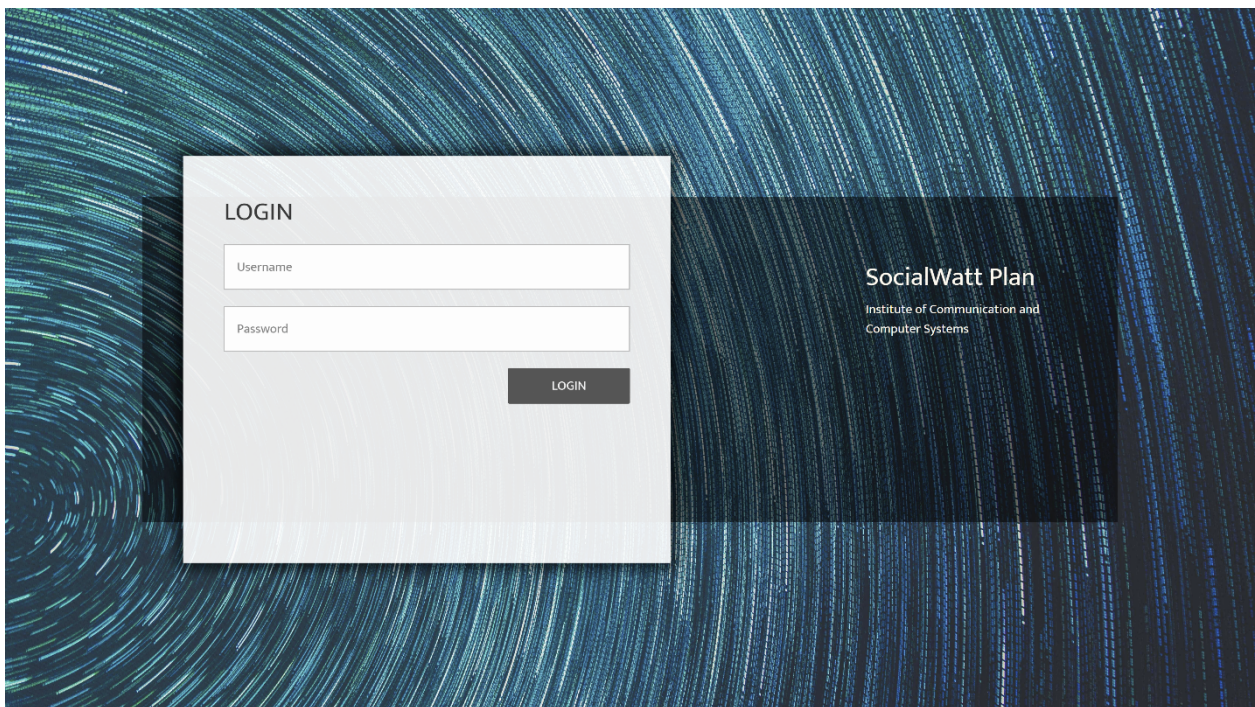 LOGIN
Username
Password
LOGIN
SocialWatt Plan
Institute of Communication and
Computer Systems